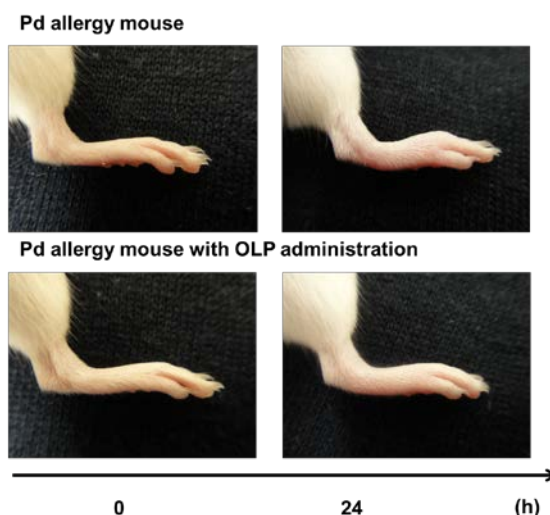 Pd allergy mouse
Pd allergy mouse with OLP administration
0 24 (h)